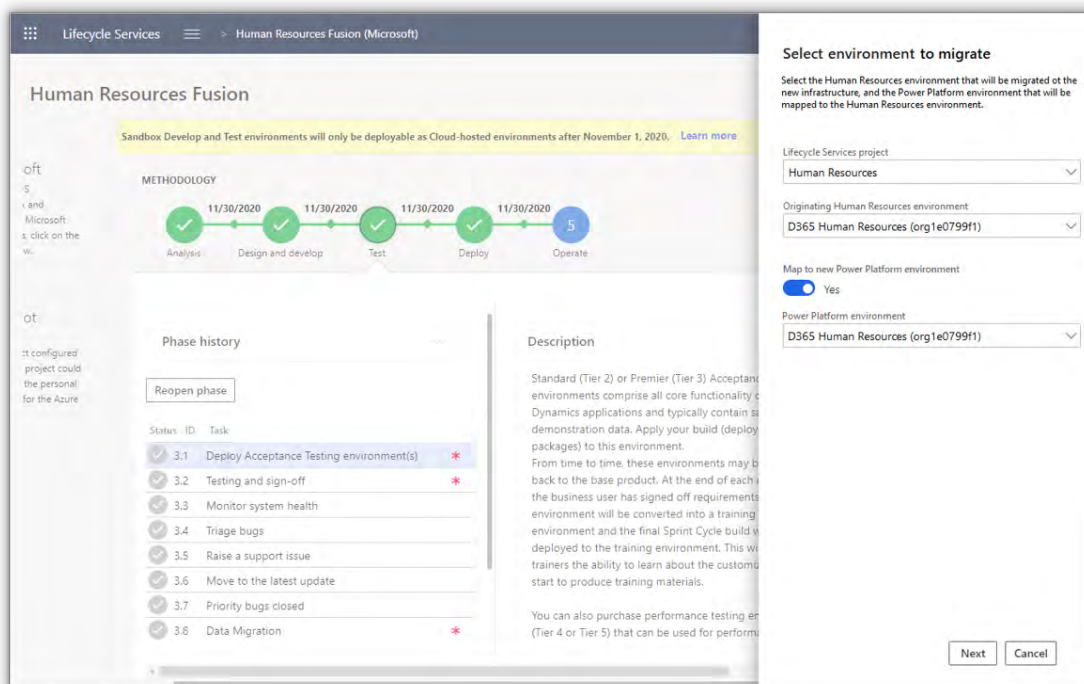 Lifecycle Services > Human Resources Fusion (Microsoft)
Human Resources Fusion
Sandbox Develop and Test environments will only be deployable as Cloud-hosted environments after November 1, 2020. Learn more
oft
S
and
Microsoft
click on the
w.
ot
ct configured
project could
the personal
for the Azure
METHODOLOGY
11/30/2020 11/30/2020 11/30/2020 11/30/2020
5
Analysis Design and develop Test Deploy Operate
Phase history
Reopen phase
Status ID Task
3.1 Deploy Acceptance Testing environment(s) *
3.2 Testing and sign-off *
3.3 Monitor system health
3.4 Triage bugs
3.5 Raise a support issue
3.6 Move to the latest update
3.7 Priority bugs closed
3.8 Data Migration *
Description
Standard (Tier 2) or Premier (Tier 3) Acceptanc
environments comprise all core functionality
Dynamics applications and typically contain sa
demonstration data. Apply your build (deploy
packages) to this environment.
From time to time, these environments may b
back to the base product. At the end of each
the business user has signed off requirements
environment will be converted into a training
environment and the final Sprint Cycle build w
deployed to the training environment. This wi
trainers the ability to learn about the custome
start to produce training materials.
You can also purchase performance testing en
(Tier 4 or Tier 5) that can be used for performa
Select environment to migrate
Select the Human Resources environment that will be migrated ot the
new infrastructure, and the Power Platform environment that will be
mapped to the Human Resources environment.
Lifecycle Services project
Human Resources
Originating Human Resources environment
D365 Human Resources (org1e0799f1)
Map to new Power Platform environment
Yes
Power Platform environment
D365 Human Resources (org1e0799f1)
Next Cancel